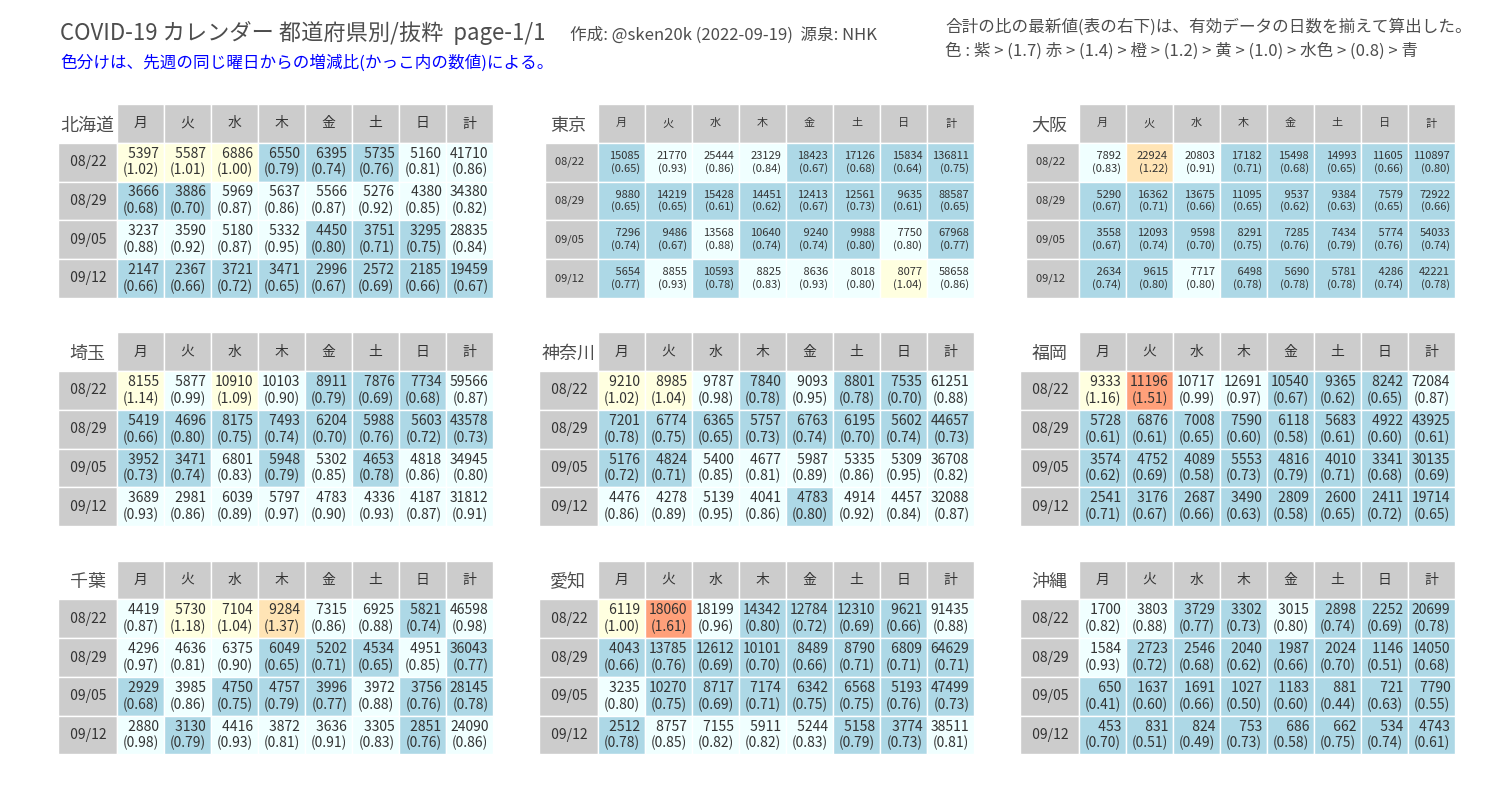 COVID-19 カレンダー 都道府県別/抜粋 page-1/1 作成: @sken20k (2022-09-19) 源泉: NHK
色分けは、先週の同じ曜日からの増減比(かっこ内の数値)による。
合計の比の最新値(表の右下)は、有効データの日数を揃えて算出した。
色 : 紫 > (1.7) 赤 > (1.4) > 橙 > (1.2) > 黄 > (1.0) > 水色 > (0.8) > 青
北海道 月 火 水 木 金 土 日 計
08/22 5397 5587 6886 6550 6395 5735 5160 41710
(1.02) (1.01) (1.00) (0.79) (0.74) (0.76) (0.81) (0.86)
08/29 3666 3886 5969 5637 5566 5276 4380 34380
(0.68) (0.70) (0.87) (0.86) (0.87) (0.92) (0.85) (0.82)
09/05 3237 3590 5180 5332 4450 3751 3295 28835
(0.88) (0.92) (0.87) (0.95) (0.80) (0.71) (0.75) (0.84)
09/12 2147 2367 3721 3471 2996 2572 2185 19459
(0.66) (0.66) (0.72) (0.65) (0.67) (0.69) (0.66) (0.67)
東京 月 火 水 木 金 土 日 計
08/22 15085 21770 25444 23129 18423 17126 15834 136811
(0.65) (0.93) (0.86) (0.84) (0.67) (0.68) (0.64) (0.75)
08/29 9880 14219 15428 14451 12413 12561 9635 88587
(0.65) (0.65) (0.61) (0.62) (0.67) (0.73) (0.61) (0.65)
09/05 7296 9486 13568 10640 9240 9988 7750 67968
(0.74) (0.67) (0.88) (0.74) (0.74) (0.80) (0.80) (0.77)
09/12 5654 8855 10593 8825 8636 8018 8077 58658
(0.77) (0.93) (0.78) (0.83) (0.93) (0.80) (1.04) (0.86)
大阪 月 火 水 木 金 土 日 計
08/22 7892 22924 20803 17182 15498 14993 11605 110897
(0.83) (1.22) (0.91) (0.71) (0.68) (0.65) (0.66) (0.80)
08/29 5290 16362 13675 11095 9537 9384 7579 72922
(0.67) (0.71) (0.66) (0.65) (0.62) (0.63) (0.65) (0.66)
09/05 3558 12093 9598 8291 7285 7434 5774 54033
(0.67) (0.74) (0.70) (0.75) (0.76) (0.79) (0.76) (0.74)
09/12 2634 9615 7717 6498 5690 5781 4286 42221
(0.74) (0.80) (0.80) (0.78) (0.78) (0.78) (0.74) (0.78)
埼玉 月 火 水 木 金 土 日 計
08/22 8155 5877 10910 10103 8911 7876 7734 59566
(1.14) (0.99) (1.09) (0.90) (0.79) (0.69) (0.68) (0.87)
08/29 5419 4696 8175 7493 6204 5988 5603 43578
(0.66) (0.80) (0.75) (0.74) (0.70) (0.76) (0.72) (0.73)
09/05 3952 3471 6801 5948 5302 4653 4818 34945
(0.73) (0.74) (0.83) (0.79) (0.85) (0.78) (0.86) (0.80)
09/12 3689 2981 6039 5797 4783 4336 4187 31812
(0.93) (0.86) (0.89) (0.97) (0.90) (0.93) (0.87) (0.91)
神奈川 月 火 水 木 金 土 日 計
08/22 9210 8985 9787 7840 9093 8801 7535 61251
(1.02) (1.04) (0.98) (0.78) (0.95) (0.78) (0.70) (0.88)
08/29 7201 6774 6365 5757 6763 6195 5602 44657
(0.78) (0.75) (0.65) (0.73) (0.74) (0.70) (0.74) (0.73)
09/05 5176 4824 5400 4677 5987 5335 5309 36708
(0.72) (0.71) (0.85) (0.81) (0.89) (0.86) (0.95) (0.82)
09/12 4476 4278 5139 4041 4783 4914 4457 32088
(0.86) (0.89) (0.95) (0.86) (0.80) (0.92) (0.84) (0.87)
福岡 月 火 水 木 金 土 日 計
08/22 9333 11196 10717 12691 10540 9365 8242 72084
(1.16) (1.51) (0.99) (0.97) (0.67) (0.62) (0.65) (0.87)
08/29 5728 6876 7008 7590 6118 5683 4922 43925
(0.61) (0.61) (0.65) (0.60) (0.58) (0.61) (0.60) (0.61)
09/05 3574 4752 4089 5553 4816 4010 3341 30135
(0.62) (0.69) (0.58) (0.73) (0.79) (0.71) (0.68) (0.69)
09/12 2541 3176 2687 3490 2809 2600 2411 19714
(0.71) (0.67) (0.66) (0.63) (0.58) (0.65) (0.72) (0.65)
千葉 月 火 水 木 金 土 日 計
08/22 4419 5730 7104 9284 7315 6925 5821 46598
(0.87) (1.18) (1.04) (1.37) (0.86) (0.88) (0.74) (0.98)
08/29 4296 4636 6375 6049 5202 4534 4951 36043
(0.97) (0.81) (0.90) (0.65) (0.71) (0.65) (0.85) (0.77)
09/05 2929 3985 4750 4757 3996 3972 3756 28145
(0.68) (0.86) (0.75) (0.79) (0.77) (0.88) (0.76) (0.78)
09/12 2880 3130 4416 3872 3636 3305 2851 24090
(0.98) (0.79) (0.93) (0.81) (0.91) (0.83) (0.76) (0.86)
愛知 月 火 水 木 金 土 日 計
08/22 6119 18060 18199 14342 12784 12310 9621 91435
(1.00) (1.61) (0.96) (0.80) (0.72) (0.69) (0.66) (0.88)
08/29 4043 13785 12612 10101 8489 8790 6809 64629
(0.66) (0.76) (0.69) (0.70) (0.66) (0.71) (0.71) (0.71)
09/05 3235 10270 8717 7174 6342 6568 5193 47499
(0.80) (0.75) (0.69) (0.71) (0.75) (0.75) (0.76) (0.73)
09/12 2512 8757 7155 5911 5244 5158 3774 38511
(0.78) (0.85) (0.82) (0.82) (0.83) (0.79) (0.73) (0.81)
沖縄 月 火 水 木 金 土 日 計
08/22 1700 3803 3729 3302 3015 2898 2252 20699
(0.82) (0.88) (0.77) (0.73) (0.80) (0.74) (0.69) (0.78)
08/29 1584 2723 2546 2040 1987 2024 1146 14050
(0.93) (0.72) (0.68) (0.62) (0.66) (0.70) (0.51) (0.68)
09/05 650 1637 1691 1027 1183 881 721 7790
(0.41) (0.60) (0.66) (0.50) (0.60) (0.44) (0.63) (0.55)
09/12 453 831 824 753 686 662 534 4743
(0.70) (0.51) (0.49) (0.73) (0.58) (0.75) (0.74) (0.61)